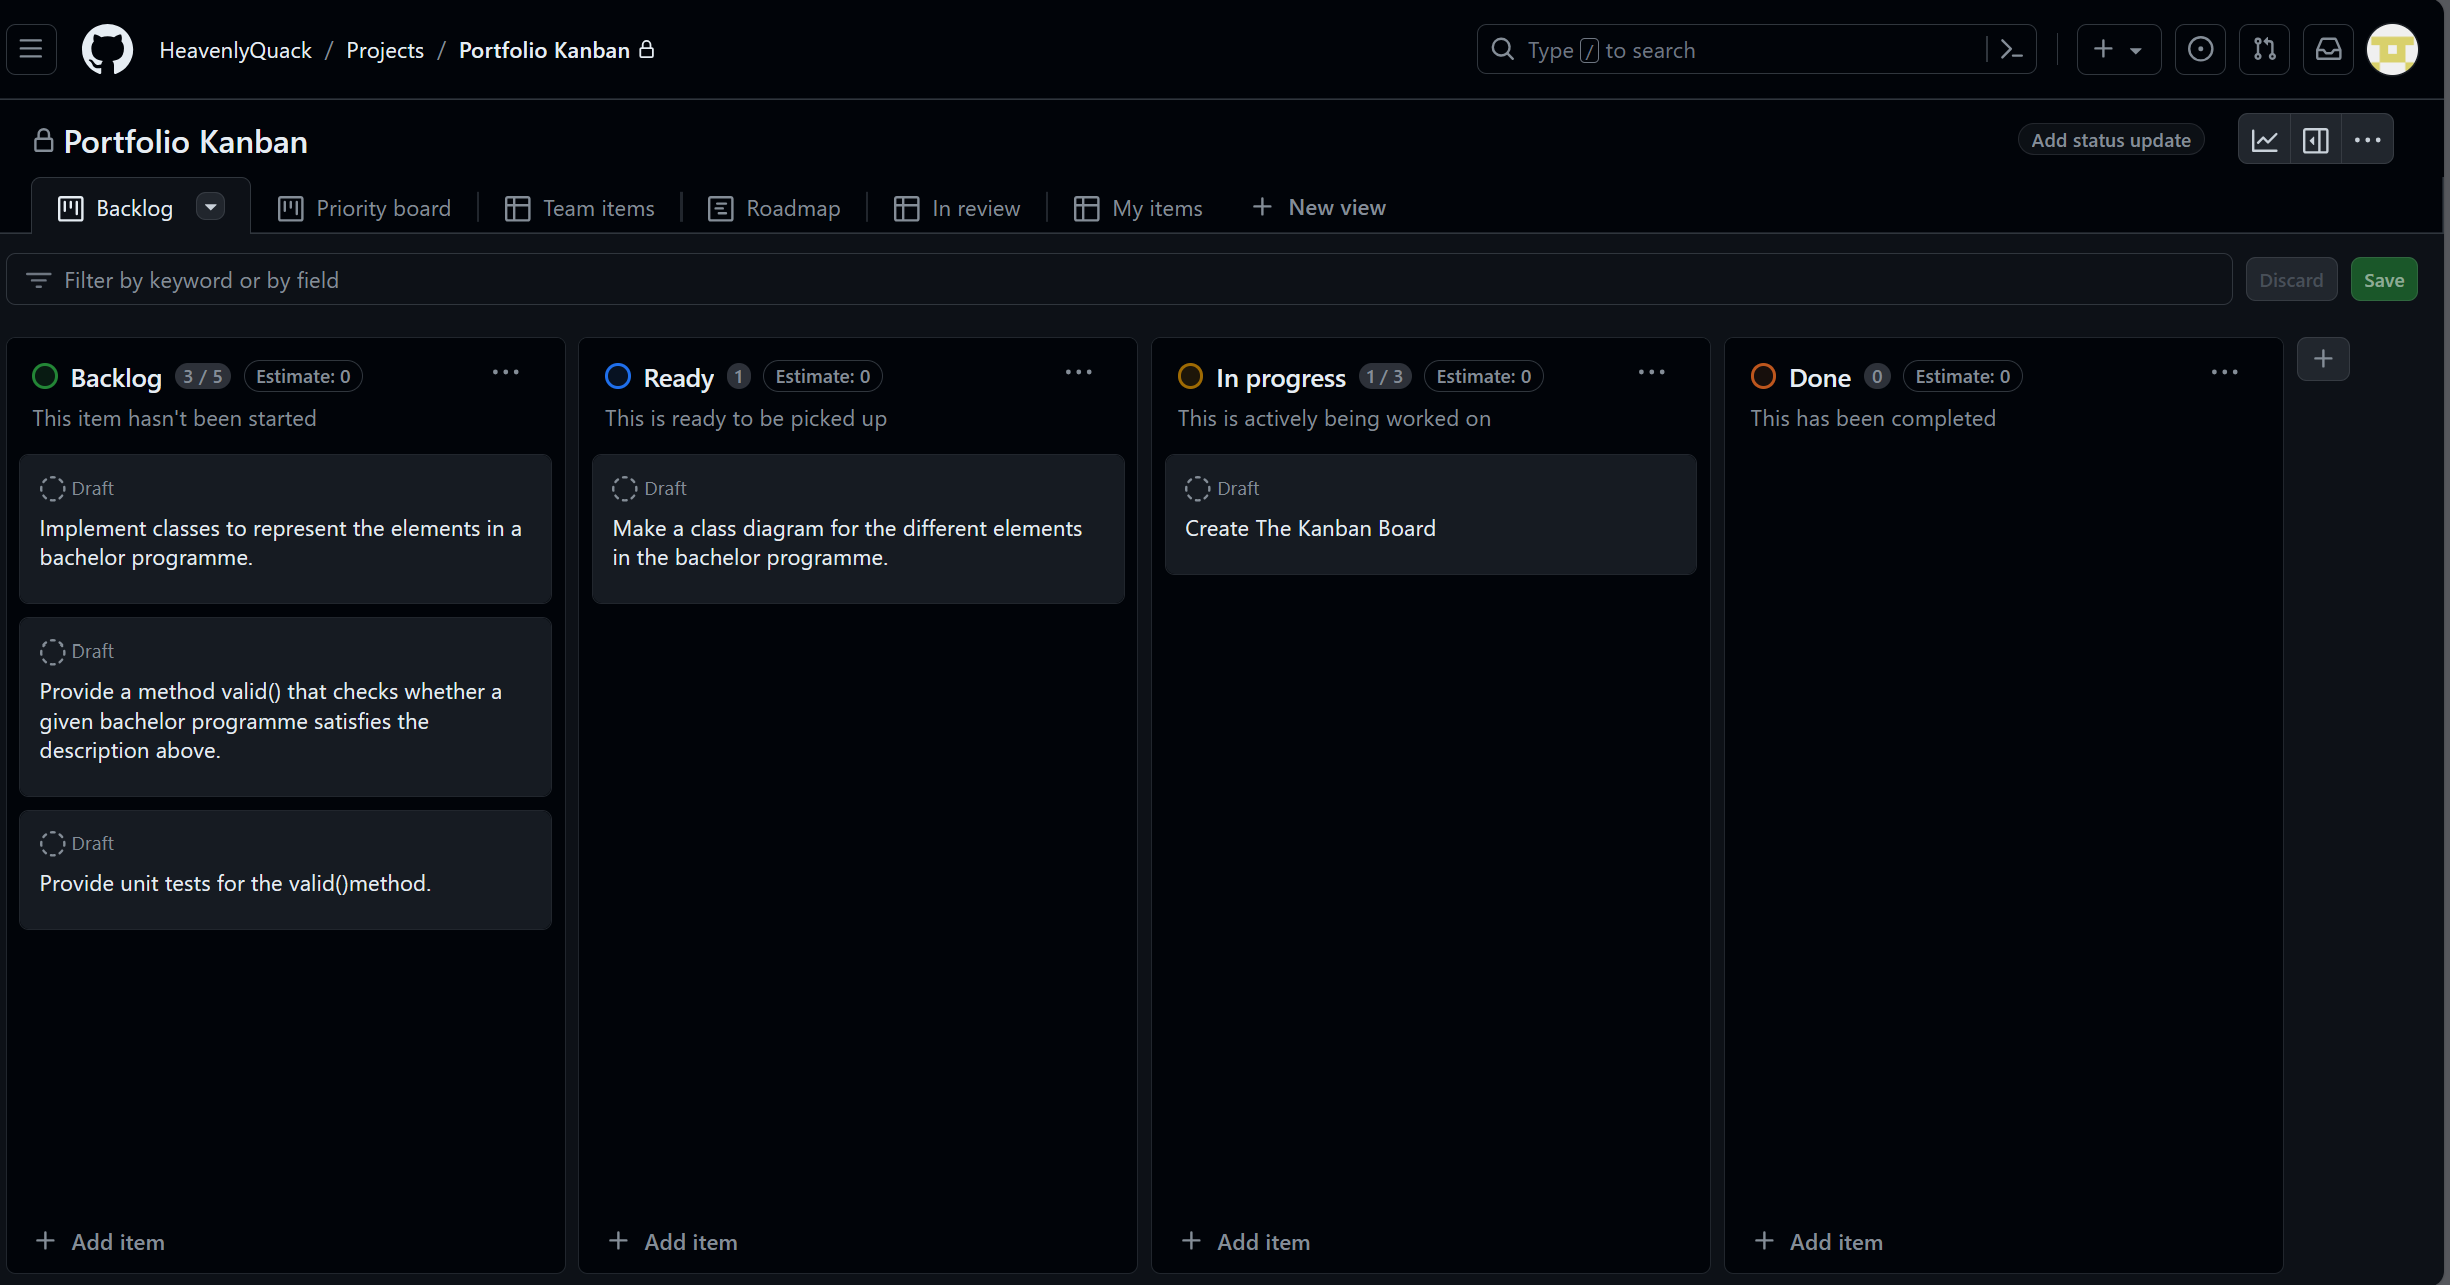 HeavenlyQuack / Projects / Portfolio Kanban
Type / to search
Portfolio Kanban
Add status update
Backlog
Priority board
Team items
Roadmap
In review
My items
New view
Filter by keyword or by field
Discard
Save
Backlog 3 / 5 Estimate: 0
This item hasn't been started
Draft
Implement classes to represent the elements in a
bachelor programme.
Draft
Provide a method valid() that checks whether a
given bachelor programme satisfies the
description above.
Draft
Provide unit tests for the valid()method.
Add item
Ready 1 Estimate: 0
This is ready to be picked up
Draft
Make a class diagram for the different elements
in the bachelor programme.
Add item
In progress 1 / 3 Estimate: 0
This is actively being worked on
Draft
Create The Kanban Board
Add item
Done 0 Estimate: 0
This has been completed
Add item